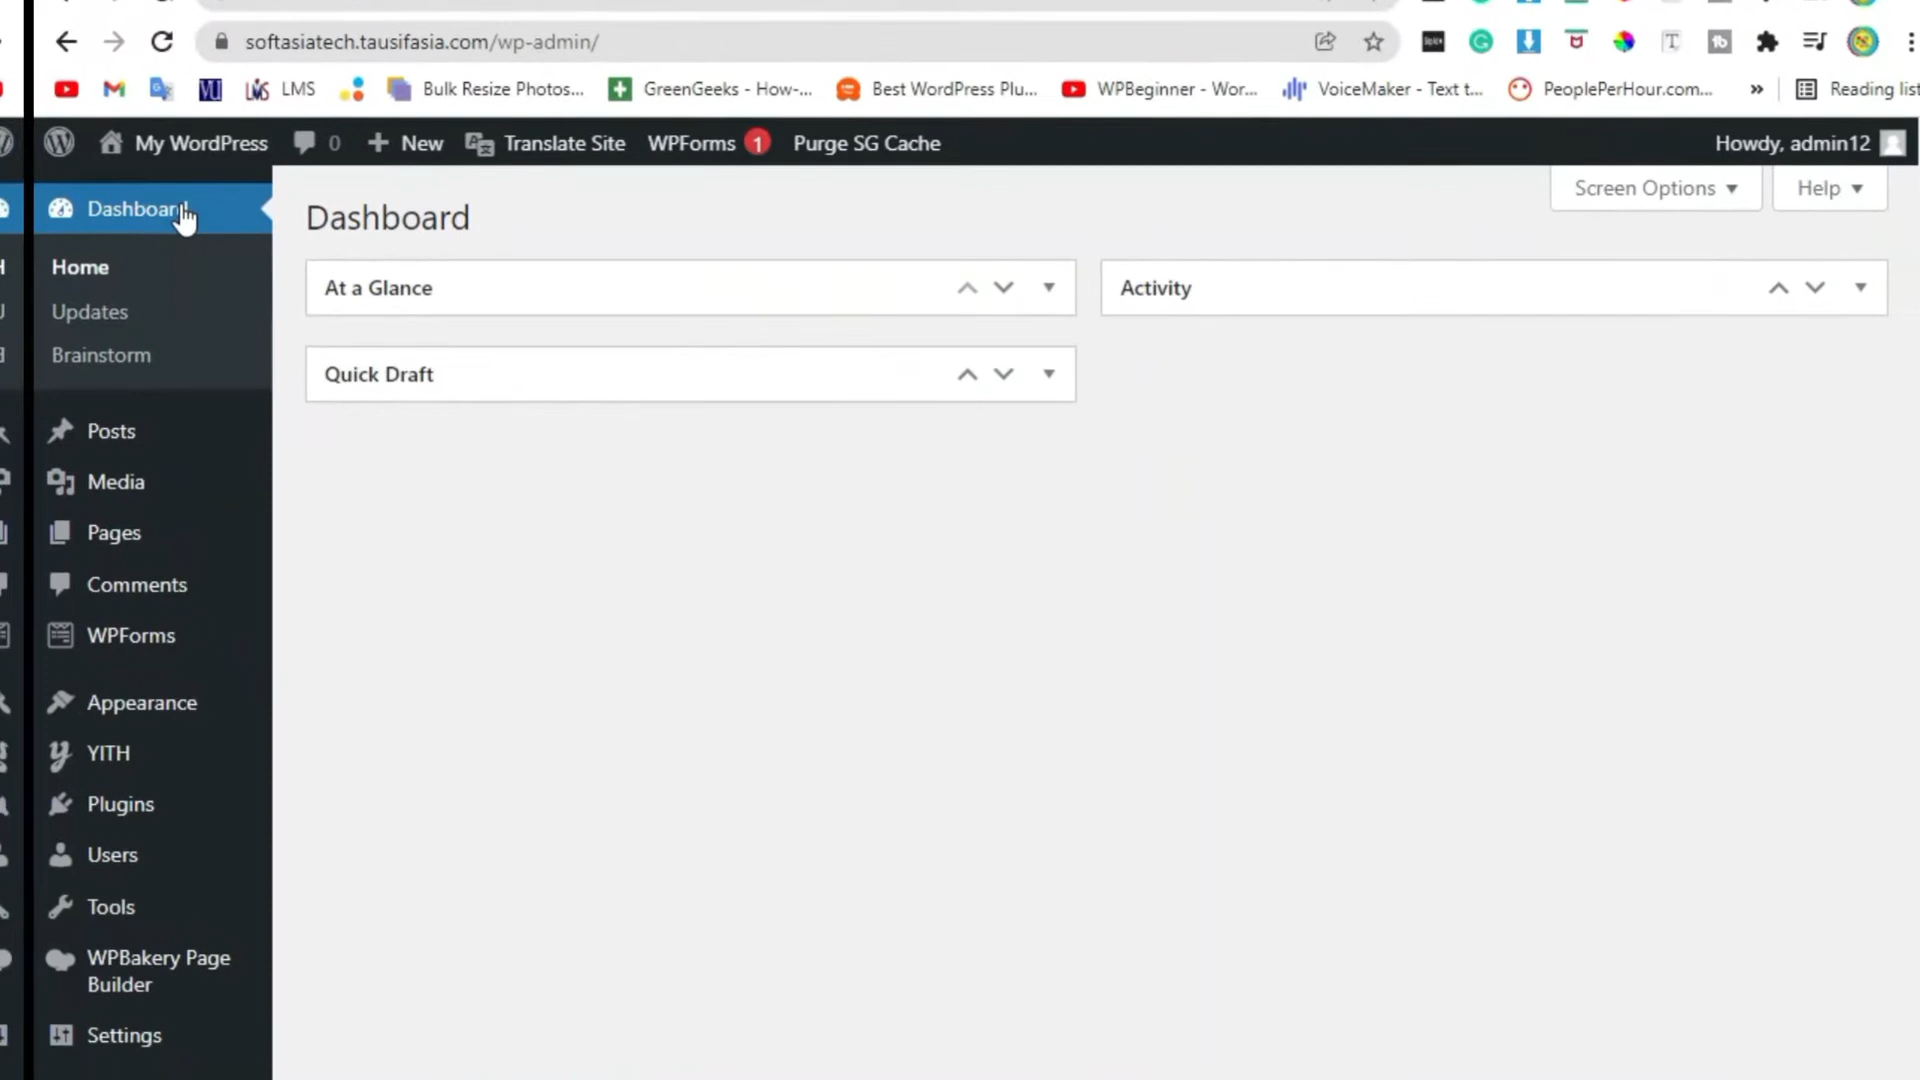 softasiatech.tausifasia.com/wp-admin/
LMS
Bulk Resize Photos...
GreenGeeks - How-...
Best WordPress Plu...
WPBeginner - Wor...
VoiceMaker - Text t...
PeoplePerHour.com...
»
Reading list
My WordPress
0
New
Translate Site
WPForms 1
Purge SG Cache
Howdy, admin12
Dashboard
Home
Updates
Brainstorm
Posts
Media
Pages
Comments
WPForms
Appearance
YITH
Plugins
Users
Tools
WPBakery Page
Builder
Settings
Screen Options
Help
Dashboard
At a Glance
Activity
Quick Draft